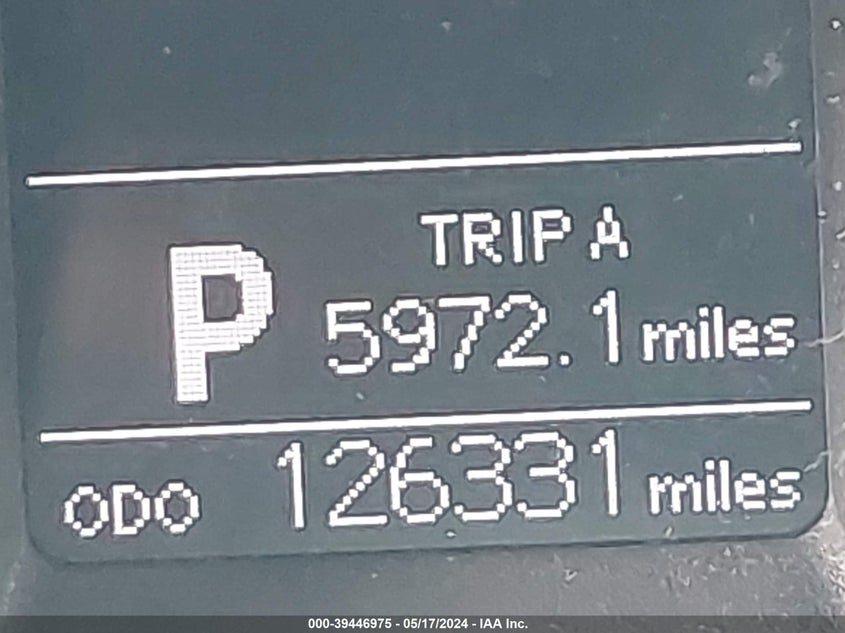 TRIP A
P
5972.1 miles
ODO 126331 miles
000-39446975 - 05/17/2024 - IAA Inc.